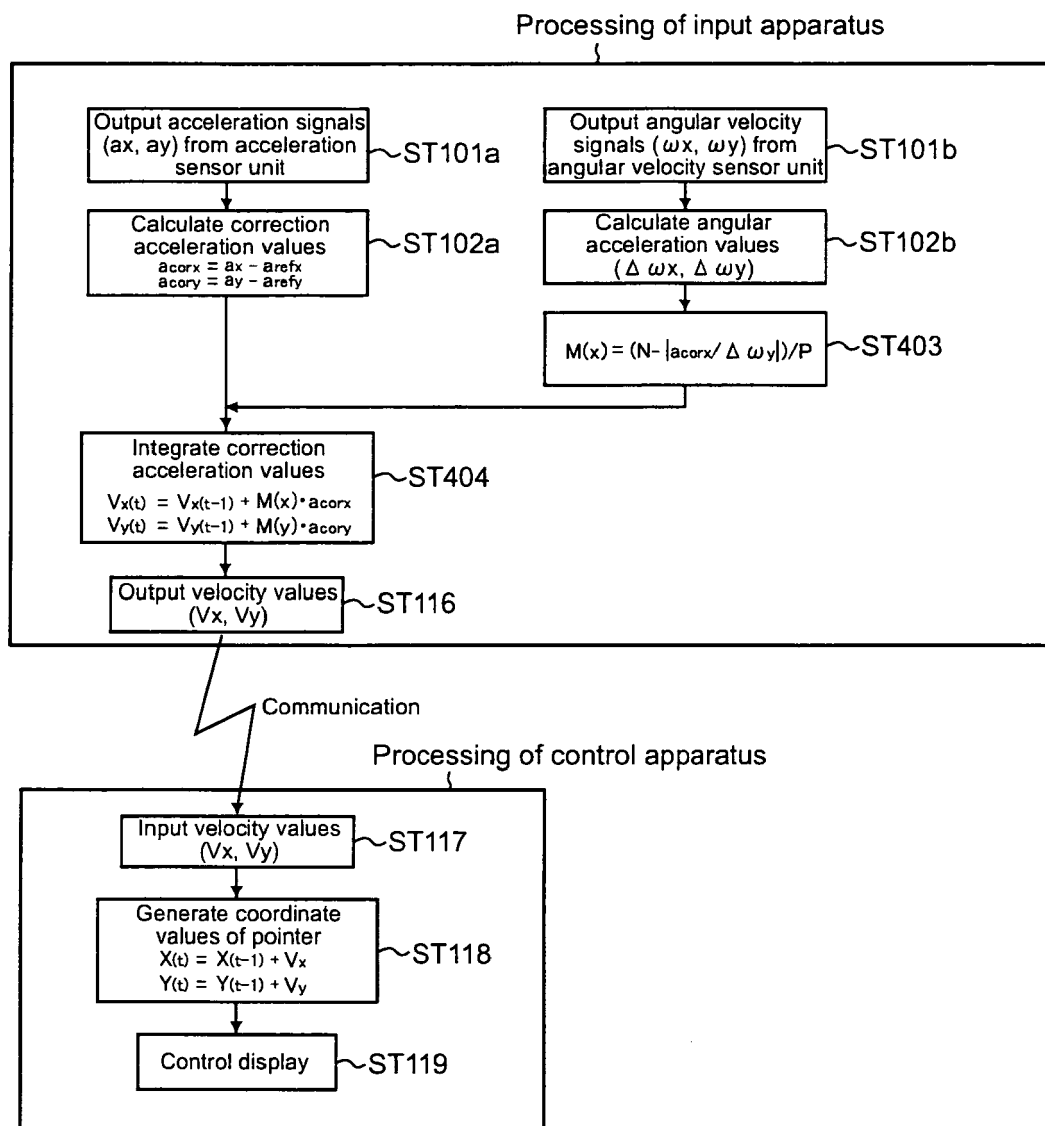 Processing of input apparatus
Output acceleration signals
(ax, ay) from acceleration
sensor unit
ST101a
Output angular velocity
signals (ωx, ωy) from
angular velocity sensor unit
ST101b
Calculate correction
acceleration values
acorx = ax - arefx
acory = ay - arefy
ST102a
Calculate angular
acceleration values
(Δωx, Δωy)
ST102b
M(x) = (N- |acorx/Δωy|)/P
ST403
Integrate correction
acceleration values
Vx(t) = Vx(t-1) + M(x)·acorx
Vy(t) = Vy(t-1) + M(y)·acory
ST404
Output velocity values
(Vx, Vy)
ST116
Communication
Processing of control apparatus
Input velocity values
(Vx, Vy)
ST117
Generate coordinate
values of pointer
X(t) = X(t-1) + Vx
Y(t) = Y(t-1) + Vy
ST118
Control display
ST119